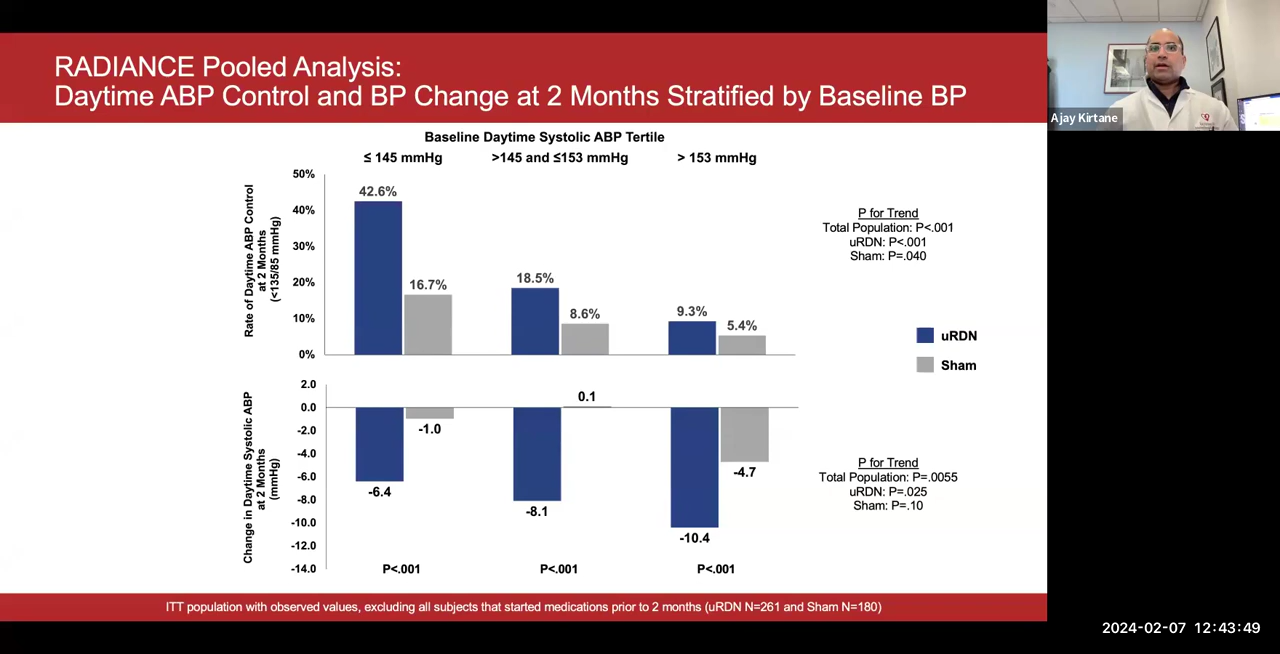 RADIANCE Pooled Analysis:
Daytime ABP Control and BP Change at 2 Months Stratified by Baseline BP
Ajay Kirtane
Baseline Daytime Systolic ABP Tertile
≤ 145 mmHg
>145 and ≤153 mmHg
> 153 mmHg
Rate of Daytime ABP Control
at 2 Months
(<135/85 mmHg)
50%
40%
30%
20%
10%
0%
42.6%
16.7%
18.5%
8.6%
9.3%
5.4%
P for Trend
Total Population: P<.001
uRDN: P<.001
Sham: P=.040
uRDN
Sham
Change in Daytime Systolic ABP
at 2 Months
(mmHg)
2.0
0.0
-2.0
-4.0
-6.0
-8.0
-10.0
-12.0
-14.0
-6.4
-1.0
-8.1
0.1
-10.4
-4.7
P<.001
P<.001
P<.001
P for Trend
Total Population: P=.0055
uRDN: P=.025
Sham: P=.10
ITT population with observed values, excluding all subjects that started medications prior to 2 months (uRDN N=261 and Sham N=180)
2024-02-07 12:43:49